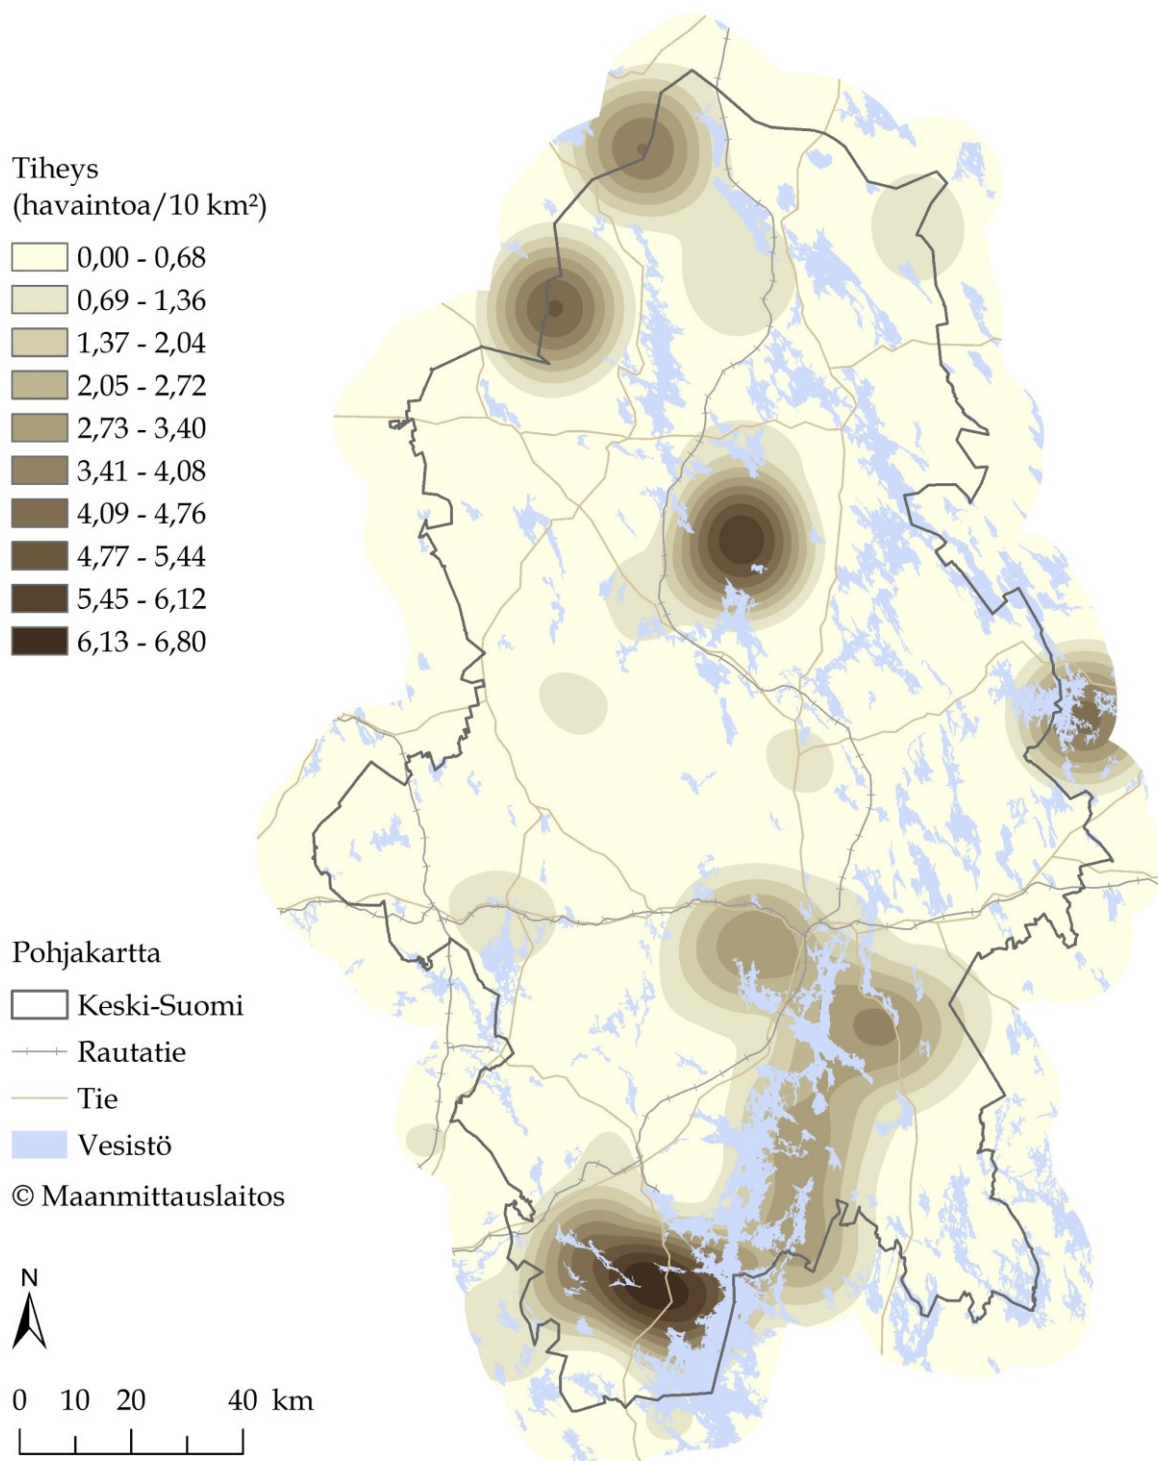 Tiheys
(havaintoa/10 km²)
0,00 - 0,68
0,69 - 1,36
1,37 - 2,04
2,05 - 2,72
2,73 - 3,40
3,41 - 4,08
4,09 - 4,76
4,77 - 5,44
5,45 - 6,12
6,13 - 6,80
Pohjakartta
Keski-Suomi
Rautatie
Tie
Vesistö
© Maanmittauslaitos
N
0 10 20 40 km